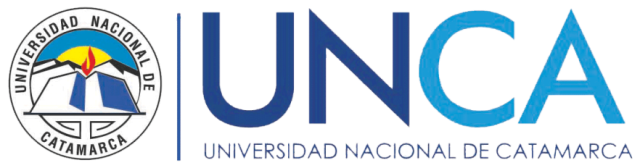 UNIVERSIDAD NACIONAL DE
CATAMARCA
UNCA
UNIVERSIDAD NACIONAL DE CATAMARCA